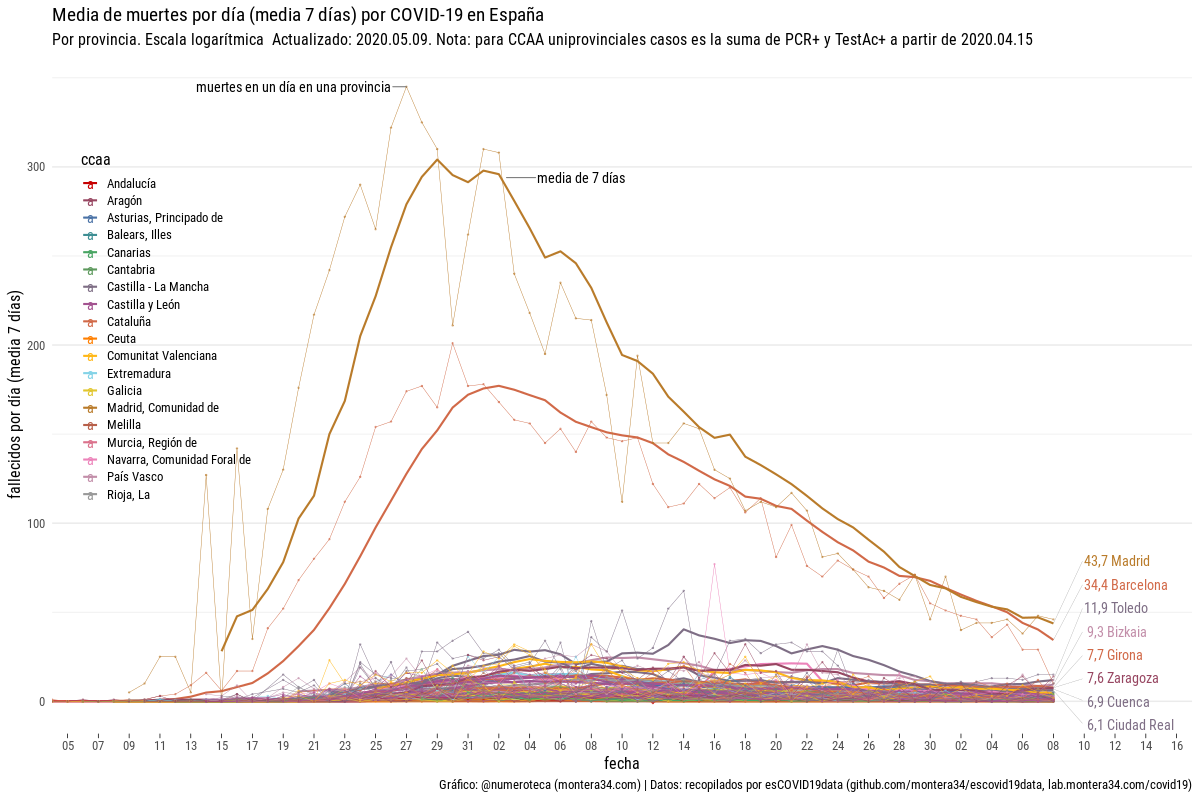 Media de muertes por día (media 7 días) por COVID-19 en España
Por provincia. Escala logarítmica  Actualizado: 2020.05.09. Nota: para CCAA uniprovinciales casos es la suma de PCR+ y TestAc+ a partir de 2020.04.15
muertes en un día en una provincia
media de 7 días
ccaa
Andalucía
Aragón
Asturias, Principado de
Balears, Illes
Canarias
Cantabria
Castilla - La Mancha
Castilla y León
Cataluña
Ceuta
Comunitat Valenciana
Extremadura
Galicia
Madrid, Comunidad de
Melilla
Murcia, Región de
Navarra, Comunidad Foral de
País Vasco
Rioja, La
fallecidos por día (media 7 días)
300
200
100
0
43,7 Madrid
34,4 Barcelona
11,9 Toledo
9,3 Bizkaia
7,7 Girona
7,6 Zaragoza
6,9 Cuenca
6,1 Ciudad Real
05 07 09 11 13 15 17 19 21 23 25 27 29 31 02 04 06 08 10 12 14 16 18 20 22 24 26 28 30 02 04 06 08 10 12 14 16
fecha
Gráfico: @numeroteca (montera34.com) | Datos: recopilados por esCOVID19data (github.com/montera34/escovid19data, lab.montera34.com/covid19)